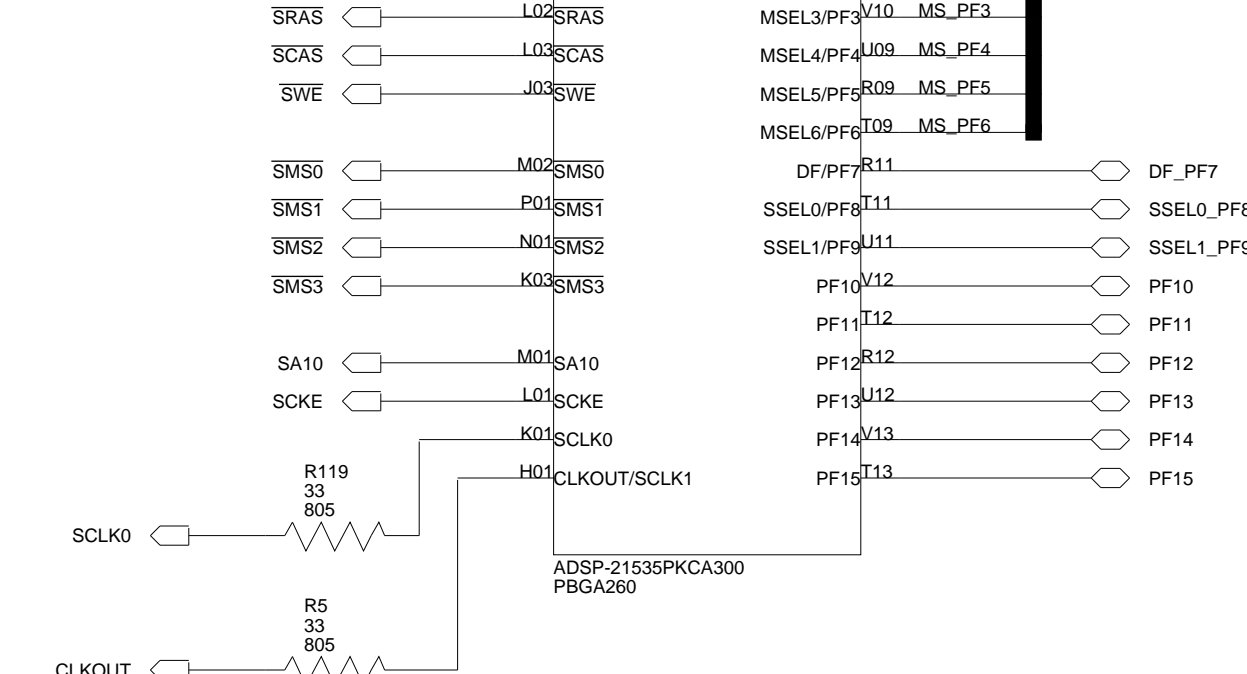 SRAS L02 SRAS MSEL3/PF3 V10 MS_PF3
SCAS L03 SCAS MSEL4/PF4 U09 MS_PF4
SWE J03 SWE MSEL5/PF5 R09 MS_PF5
MSEL6/PF6 T09 MS_PF6
SMS0 M02 SMS0 DF/PF7 R11 DF_PF7
SMS1 P01 SMS1 SSEL0/PF8 T11 SSEL0_PF8
SMS2 N01 SMS2 SSEL1/PF9 U11 SSEL1_PF9
SMS3 K03 SMS3 PF10 V12 PF10
PF11 T12 PF11
SA10 M01 SA10 PF12 R12 PF12
SCKE L01 SCKE PF13 U12 PF13
K01 SCLK0 PF14 V13 PF14
H01 CLKOUT/SCLK1 PF15 T13 PF15
R119
33
805
SCLK0
ADSP-21535PKCA300
PBGA260
R5
33
805
CLKOUT